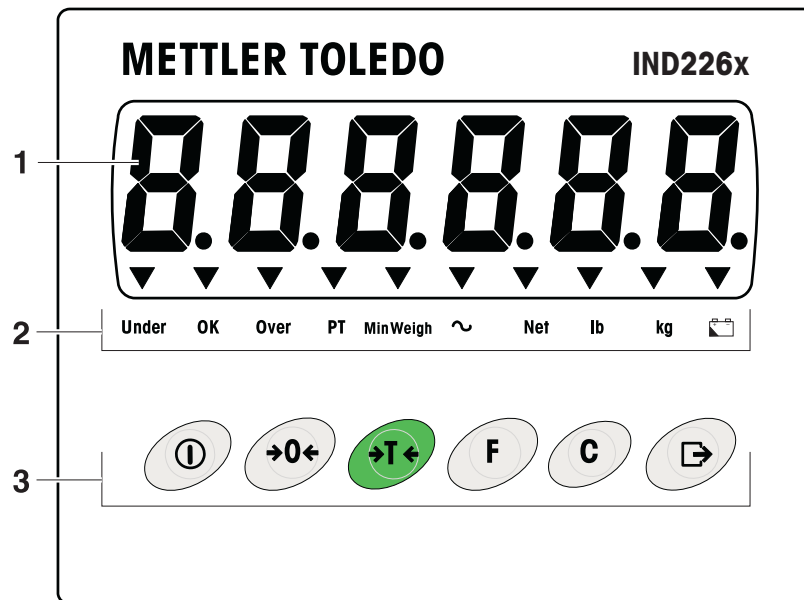 METTLER TOLEDO IND226x
1
8.8.8.8.8.8.
2 Under OK Over PT MinWeigh ~ Net lb kg
3 →0← →T← F C